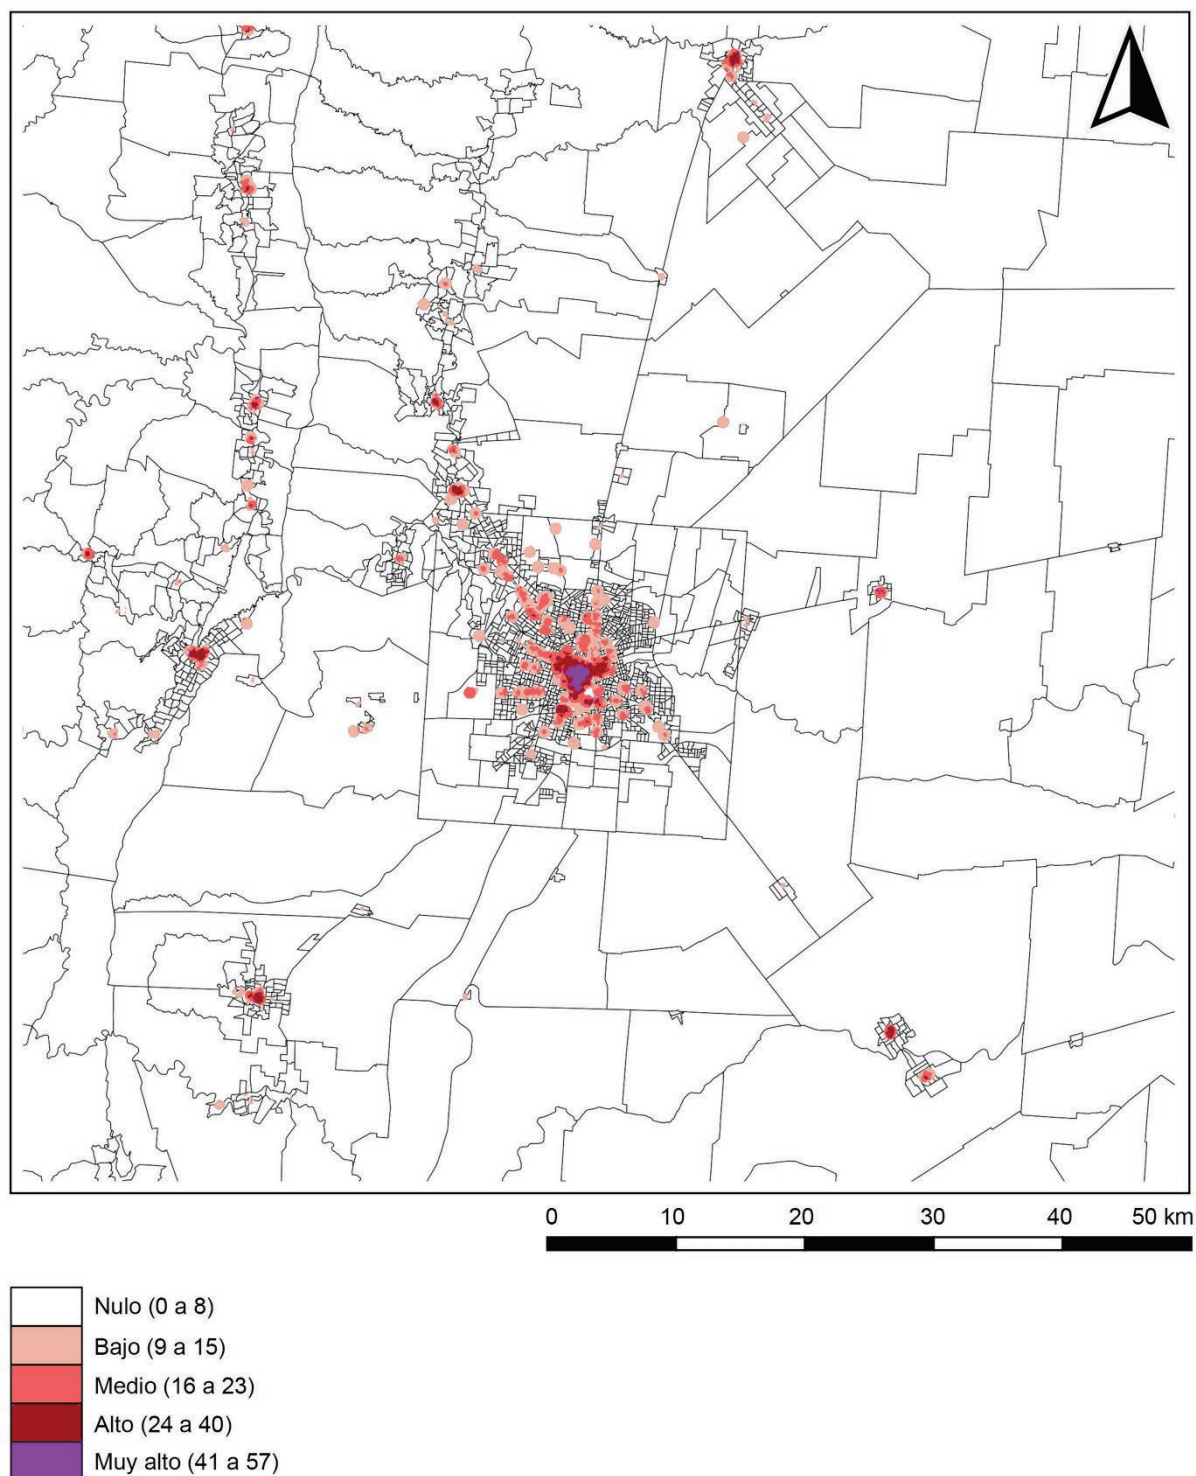 0 10 20 30 40 50 km
Nulo (0 a 8)
Bajo (9 a 15)
Medio (16 a 23)
Alto (24 a 40)
Muy alto (41 a 57)